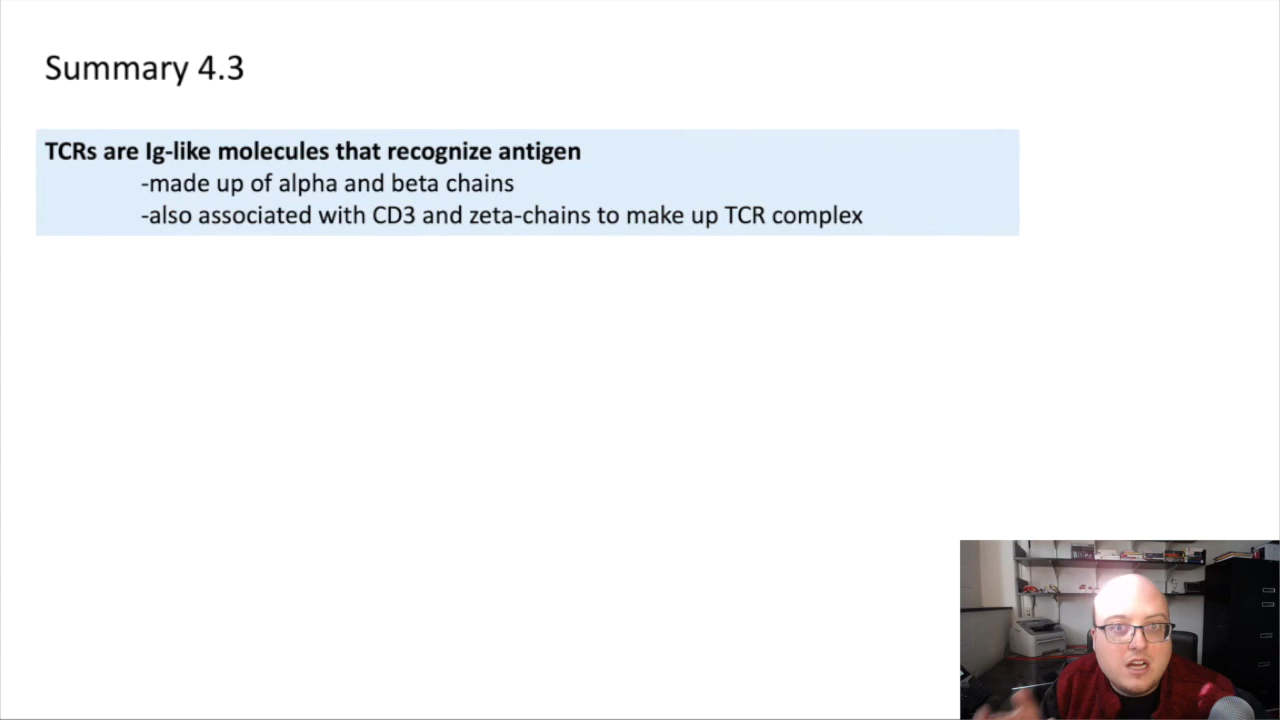 Summary 4.3
TCRs are Ig-like molecules that recognize antigen
-made up of alpha and beta chains
-also associated with CD3 and zeta-chains to make up TCR complex